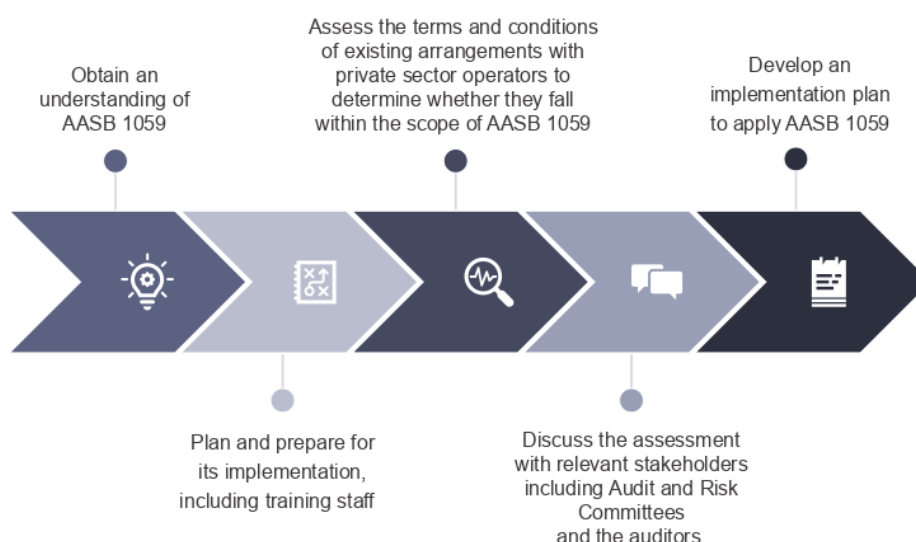 Obtain an
understanding of
AASB 1059
Plan and prepare for
its implementation,
including training staff
Assess the terms and conditions
of existing arrangements with
private sector operators to
determine whether they fall
within the scope of AASB 1059
Discuss the assessment
with relevant stakeholders
including Audit and Risk
Committees
and the auditors
Develop an
implementation plan
to apply AASB 1059